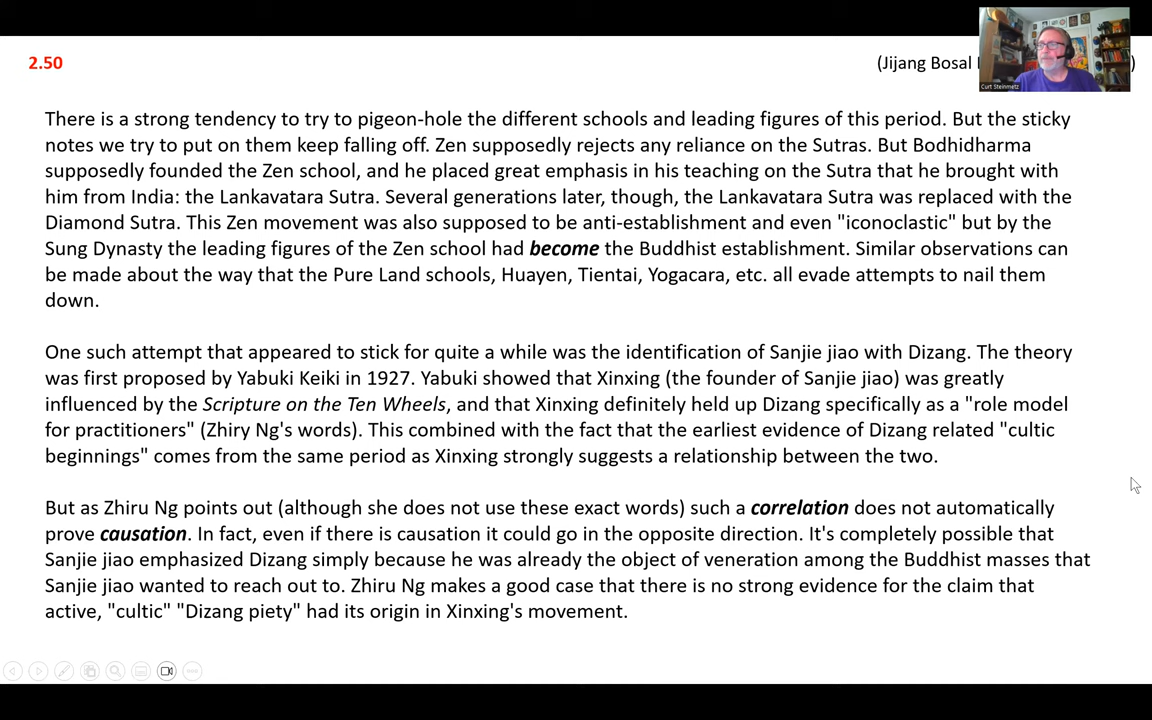 2.50
(Jijang Bosal
)
Curt Steinmetz
There is a strong tendency to try to pigeon-hole the different schools and leading figures of this period. But the sticky
notes we try to put on them keep falling off. Zen supposedly rejects any reliance on the Sutras. But Bodhidharma
supposedly founded the Zen school, and he placed great emphasis in his teaching on the Sutra that he brought with
him from India: the Lankavatara Sutra. Several generations later, though, the Lankavatara Sutra was replaced with the
Diamond Sutra. This Zen movement was also supposed to be anti-establishment and even "iconoclastic" but by the
Sung Dynasty the leading figures of the Zen school had become the Buddhist establishment. Similar observations can
be made about the way that the Pure Land schools, Huayen, Tientai, Yogacara, etc. all evade attempts to nail them
down.
One such attempt that appeared to stick for quite a while was the identification of Sanjie jiao with Dizang. The theory
was first proposed by Yabuki Keiki in 1927. Yabuki showed that Xinxing (the founder of Sanjie jiao) was greatly
influenced by the Scripture on the Ten Wheels, and that Xinxing definitely held up Dizang specifically as a "role model
for practitioners" (Zhiry Ng's words). This combined with the fact that the earliest evidence of Dizang related "cultic
beginnings" comes from the same period as Xinxing strongly suggests a relationship between the two.
But as Zhiru Ng points out (although she does not use these exact words) such a correlation does not automatically
prove causation. In fact, even if there is causation it could go in the opposite direction. It's completely possible that
Sanjie jiao emphasized Dizang simply because he was already the object of veneration among the Buddhist masses that
Sanjie jiao wanted to reach out to. Zhiru Ng makes a good case that there is no strong evidence for the claim that
active, "cultic" "Dizang piety" had its origin in Xinxing's movement.